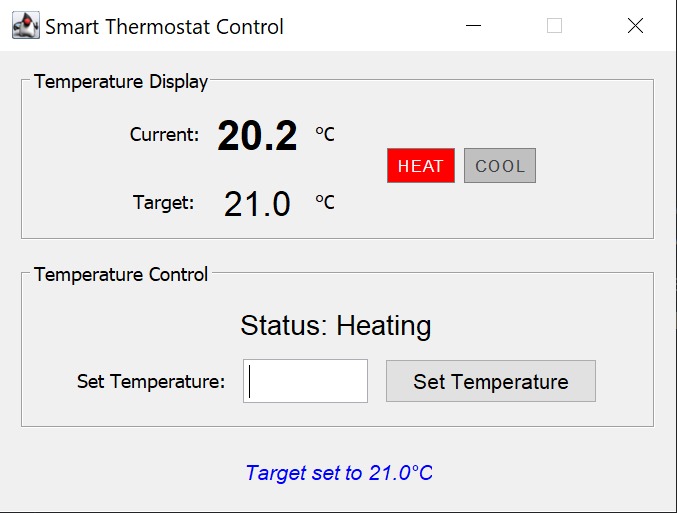 Smart Thermostat Control
Temperature Display
Current: 20.2 °C
HEAT COOL
Target: 21.0 °C
Temperature Control
Status: Heating
Set Temperature: Set Temperature
Target set to 21.0°C